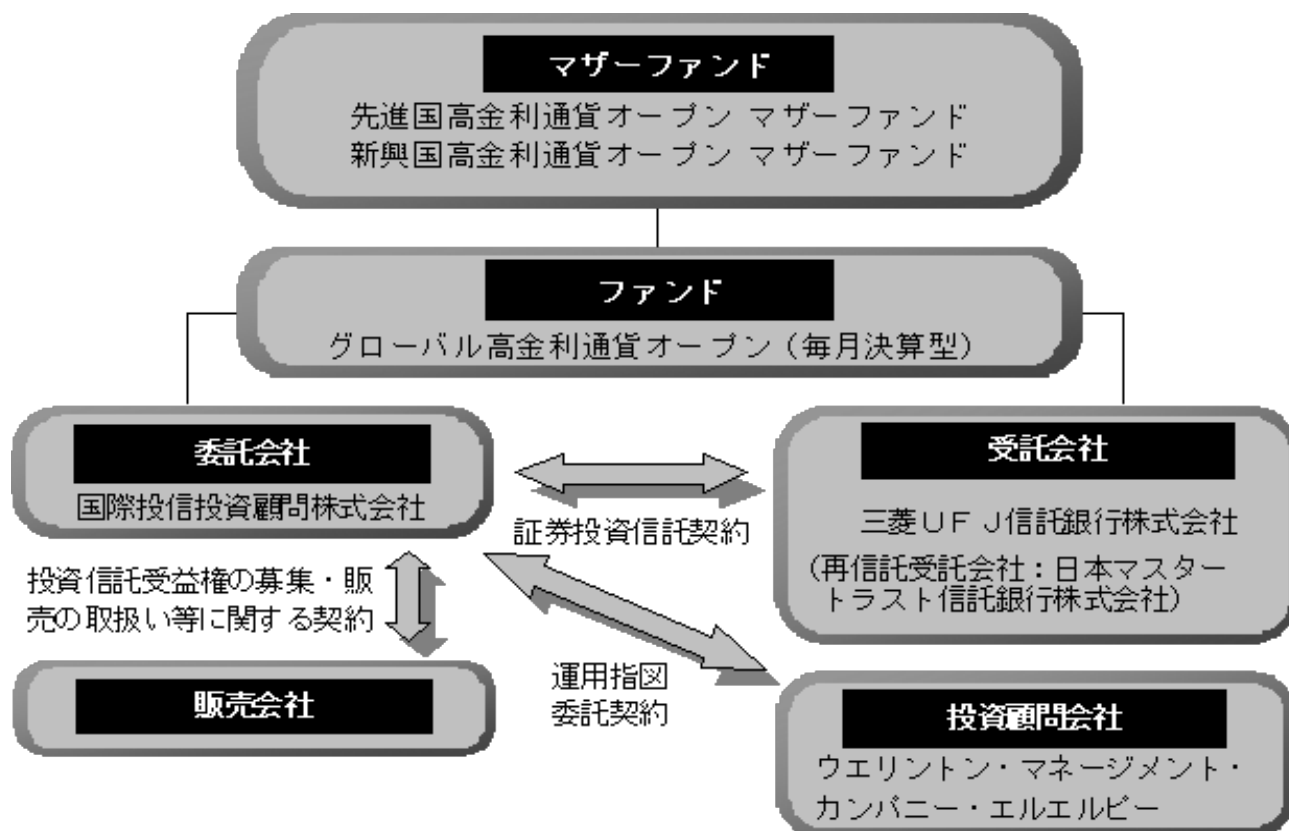 マザーファンド
先進国高金利通貨オープン マザーファンド
新興国高金利通貨オープン マザーファンド
ファンド
グローバル高金利通貨オープン（毎月決算型）
委託会社
国際投信投資顧問株式会社
受託会社
三菱ＵＦＪ信託銀行株式会社
（再信託受託会社：日本マスター
トラスト信託銀行株式会社）
証券投資信託契約
投資信託受益権の募集・販
売の取扱い等に関する契約
運用指図
委託契約
販売会社
投資顧問会社
ウエリントン・マネージメント・
カンパニー・エルエルピー